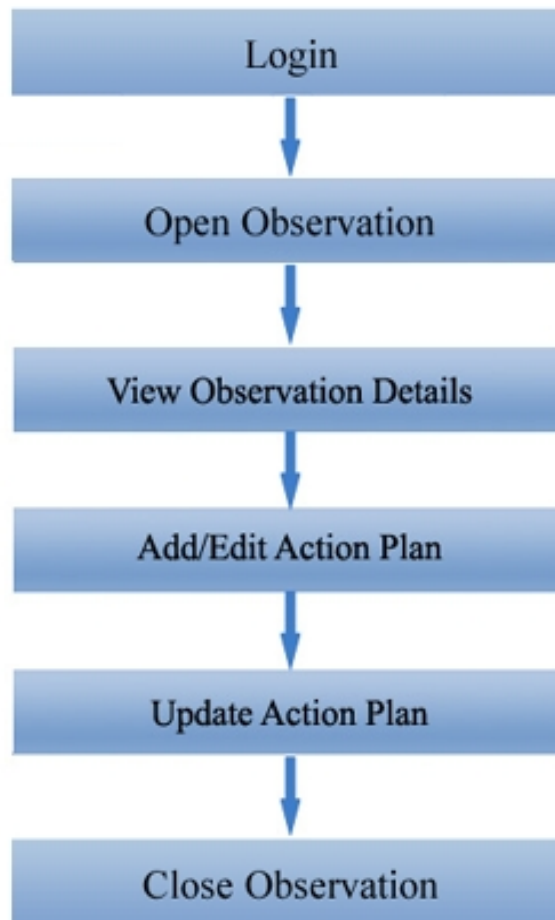 Login
Open Observation
View Observation Details
Add/Edit Action Plan
Update Action Plan
Close Observation